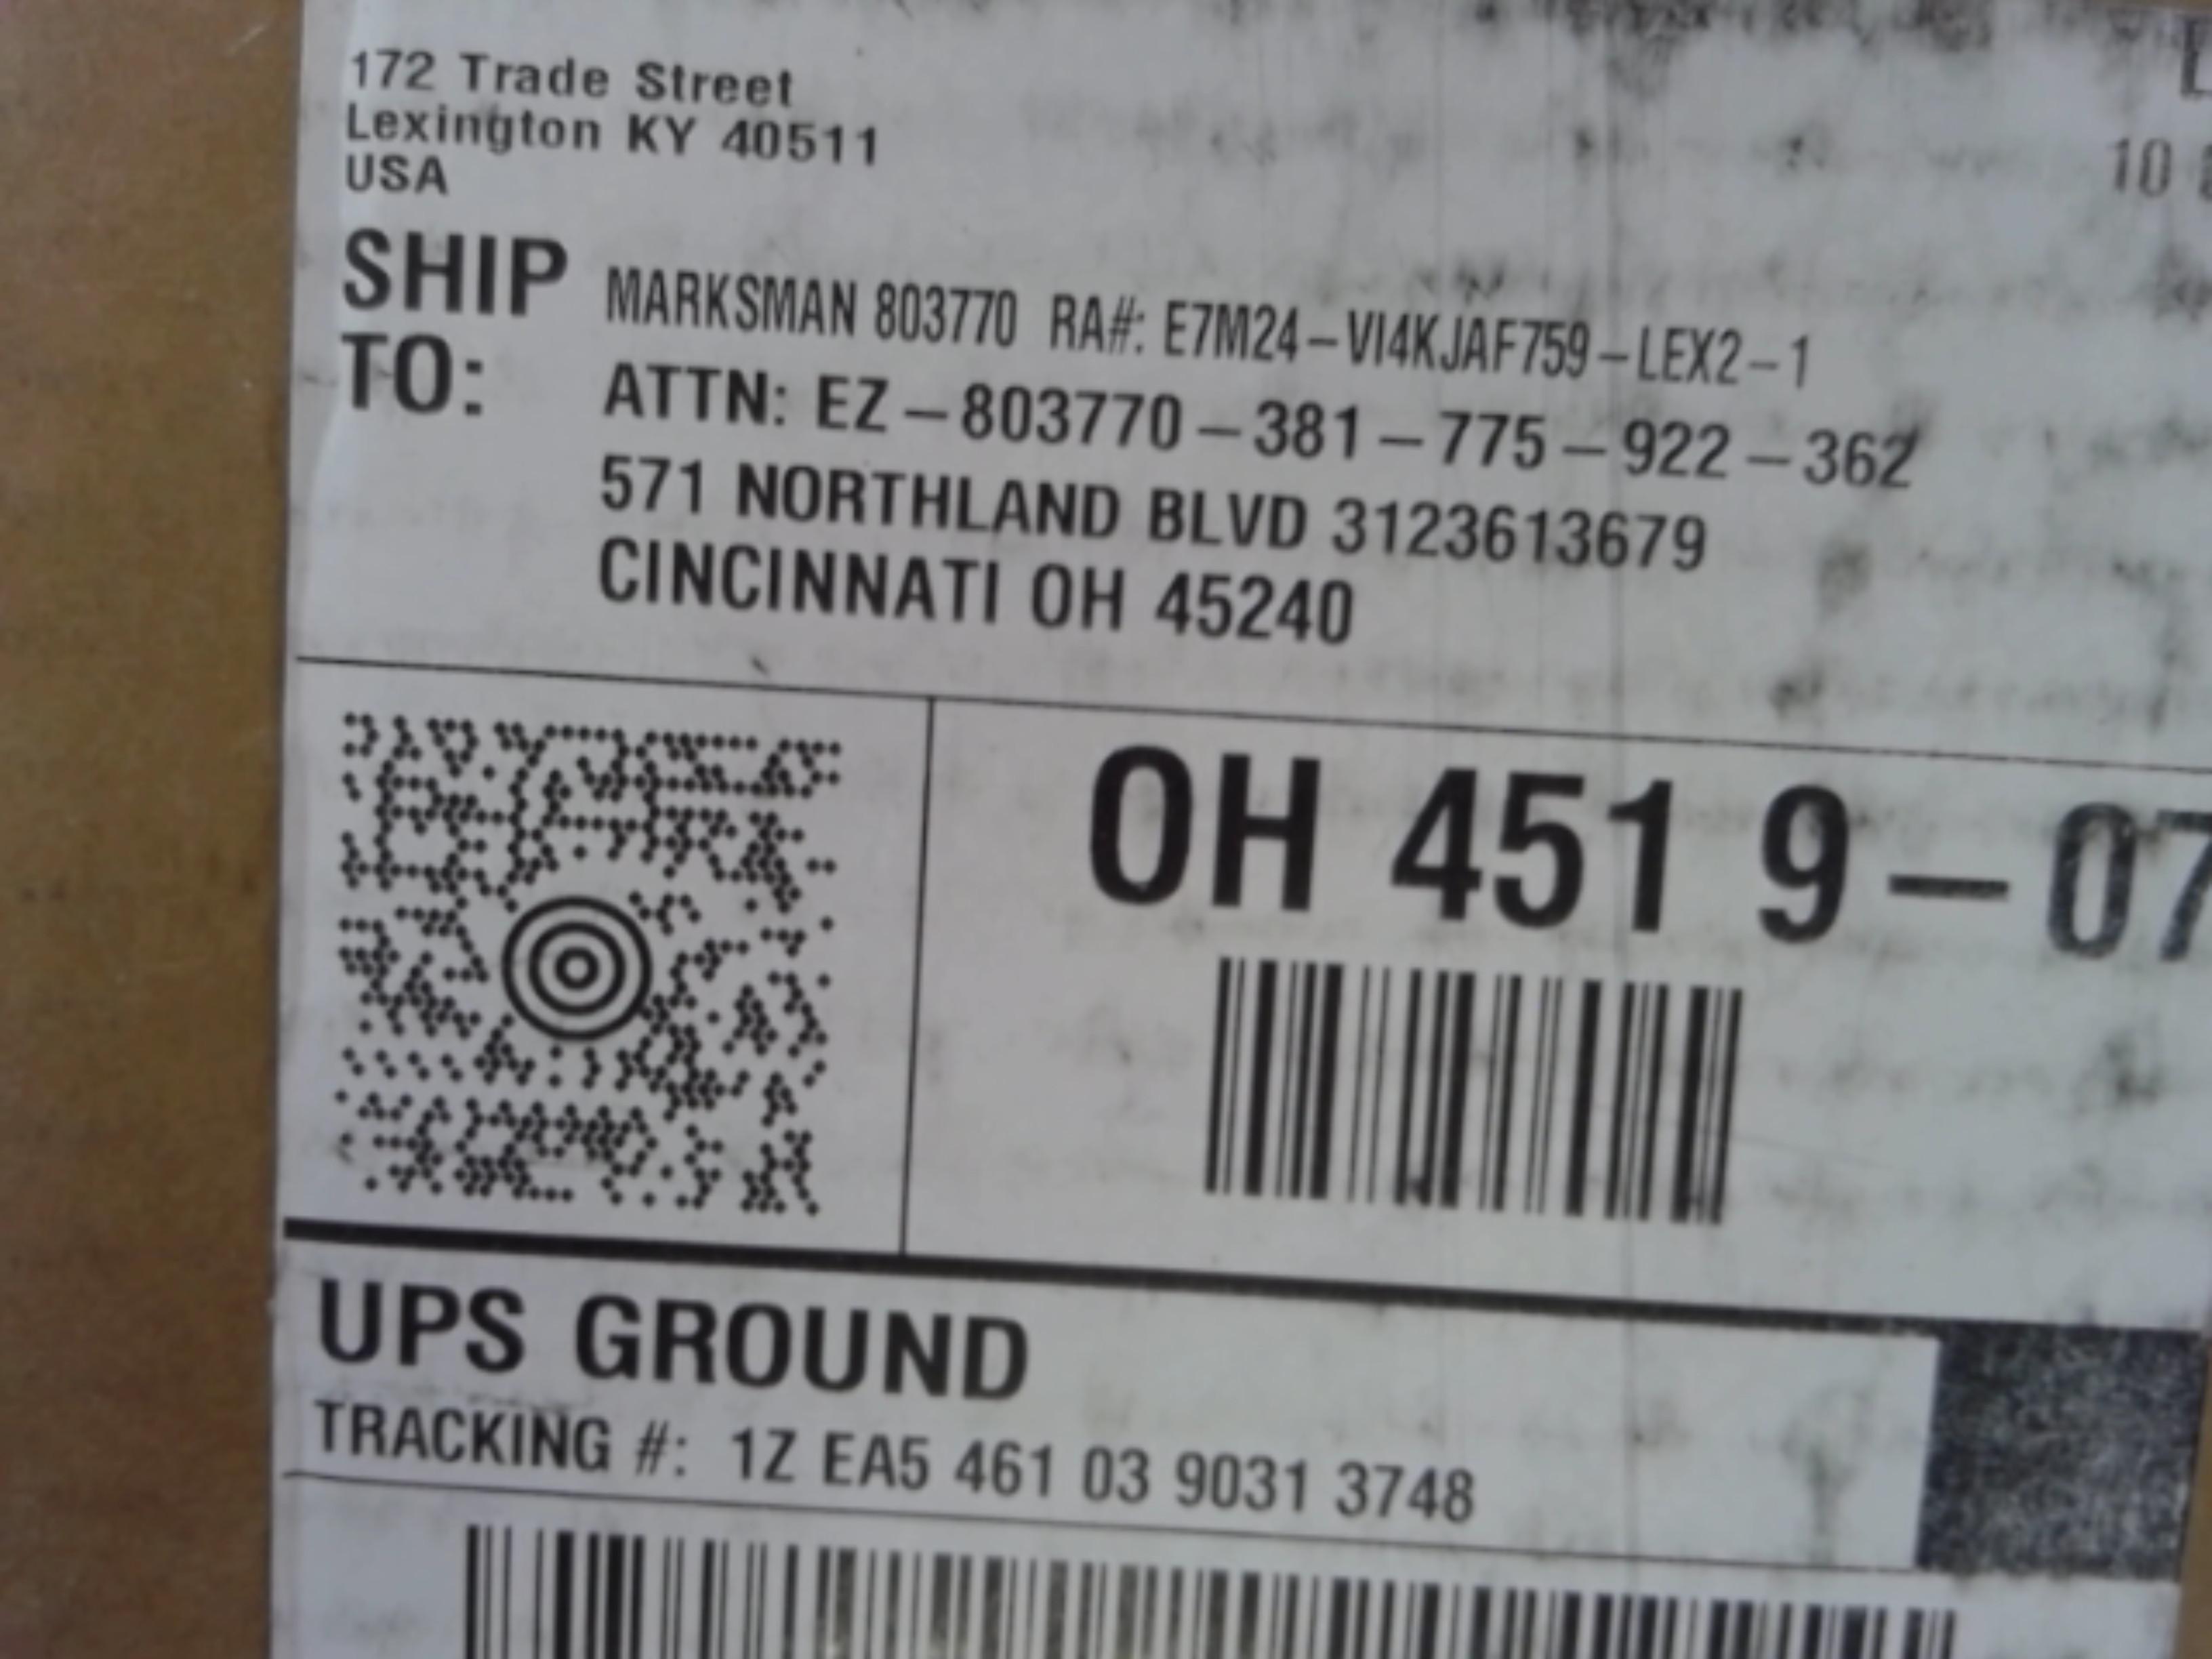 172 Trade Street
Lexington KY 40511
USA
10
SHIP TO:
MARKSMAN 803770 RA#: E7M24-VI4KJAF759-LEX2-1
ATTN: EZ-803770-381-775-922-362
571 NORTHLAND BLVD 3123613679
CINCINNATI OH 45240
OH 451 9-07
UPS GROUND
TRACKING #: 1Z EA5 461 03 9031 3748